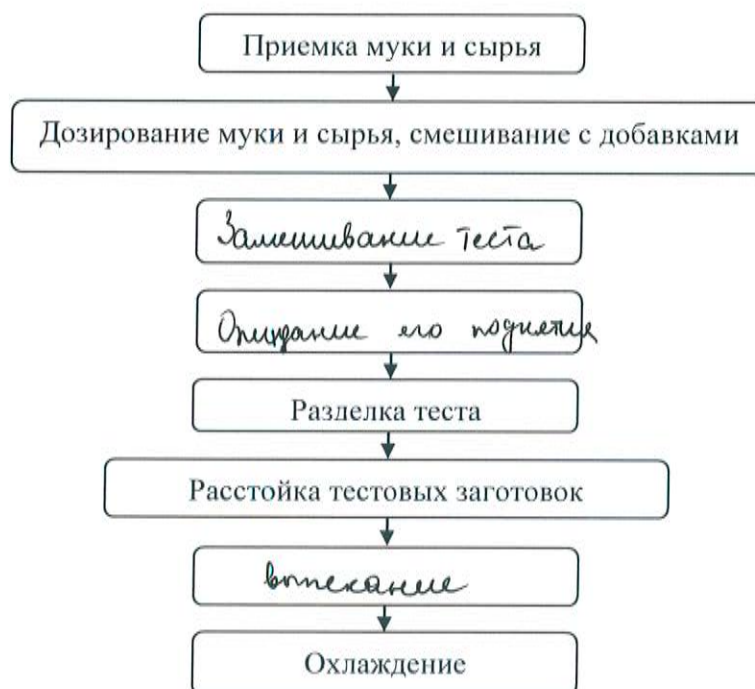 Приемка муки и сырья
Дозирование муки и сырья, смешивание с добавками
Замешивание теста
Ожидание его поднятия
Разделка теста
Расстойка тестовых заготовок
выпекание
Охлаждение